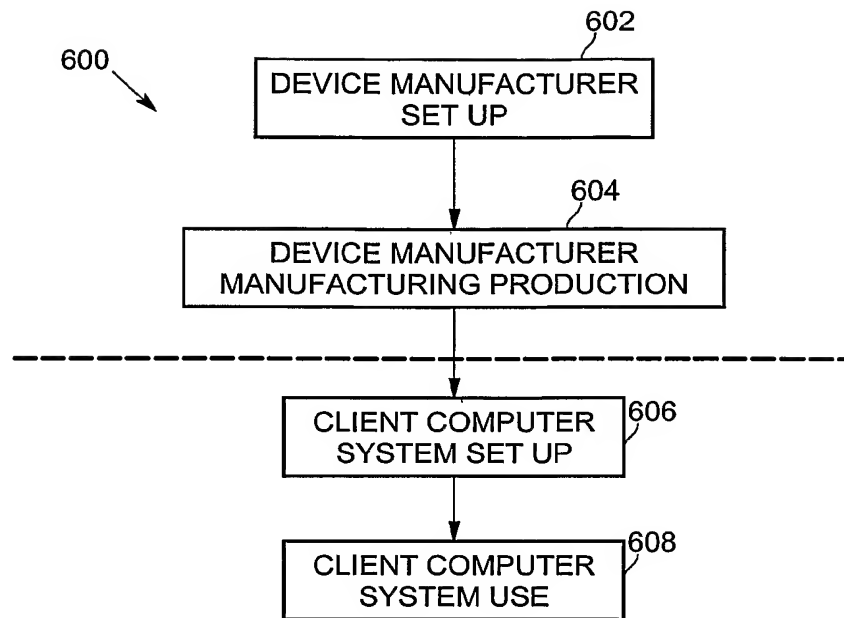 602
600
DEVICE MANUFACTURER
SET UP
604
DEVICE MANUFACTURER
MANUFACTURING PRODUCTION
CLIENT COMPUTER
SYSTEM SET UP
606
CLIENT COMPUTER
SYSTEM USE
608